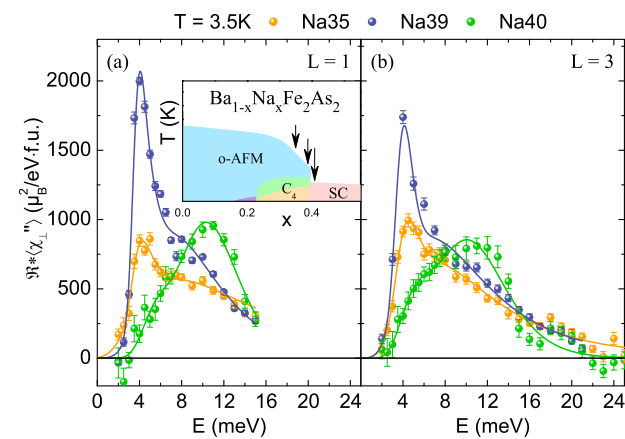 T = 3.5K Na35 Na39 Na40
(a) L = 1
(b) L = 3
ℜ*⟨χ⊥''⟩ (μ_B²/eV·f.u.)
2000
1500
1000
500
0
Ba₁₋ₓNaₓFe₂As₂
T (K)
o-AFM
C₄
SC
0.0 0.2 0.4
x
0 4 8 12 16 20 24
4 8 12 16 20 24
E (meV)
E (meV)